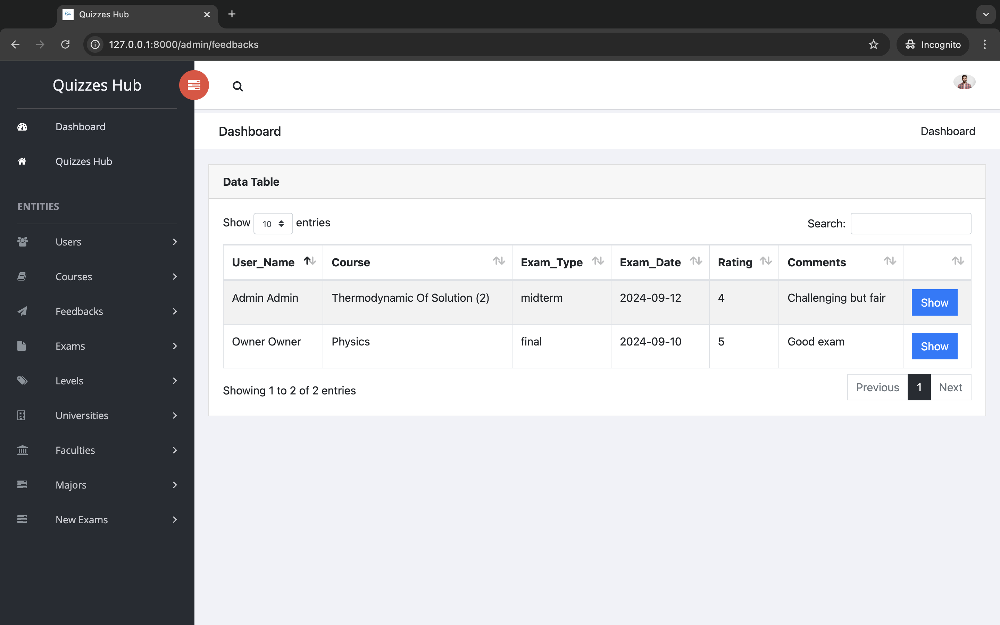 Quizzes Hub
127.0.0.1:8000/admin/feedbacks
Incognito
Quizzes Hub
Dashboard
Quizzes Hub
ENTITIES
Users
Courses
Feedbacks
Exams
Levels
Universities
Faculties
Majors
New Exams
Dashboard Dashboard
Data Table
Show 10 entries Search:
User_Name Course Exam_Type Exam_Date Rating Comments
Admin Admin Thermodynamic Of Solution (2) midterm 2024-09-12 4 Challenging but fair Show
Owner Owner Physics final 2024-09-10 5 Good exam Show
Showing 1 to 2 of 2 entries Previous 1 Next